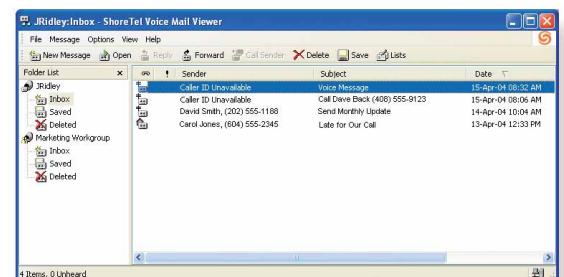 JRidley:Inbox - ShoreTel Voice Mail Viewer
File Message Options View Help
New Message Open Reply Forward Call Sender Delete Save Lists
Folder List x ! Sender Subject Date
JRidley
Inbox
Saved
Deleted
Marketing Workgroup
Inbox
Saved
Deleted
Caller ID Unavailable Voice Message 15-Apr-04 08:32 AM
Caller ID Unavailable Call Dave Back (408) 555-9123 15-Apr-04 08:06 AM
David Smith, (202) 555-1188 Send Monthly Update 14-Apr-04 10:04 AM
Carol Jones, (604) 555-2345 Late for Our Call 13-Apr-04 12:33 PM
4 Items, 0 Unheard